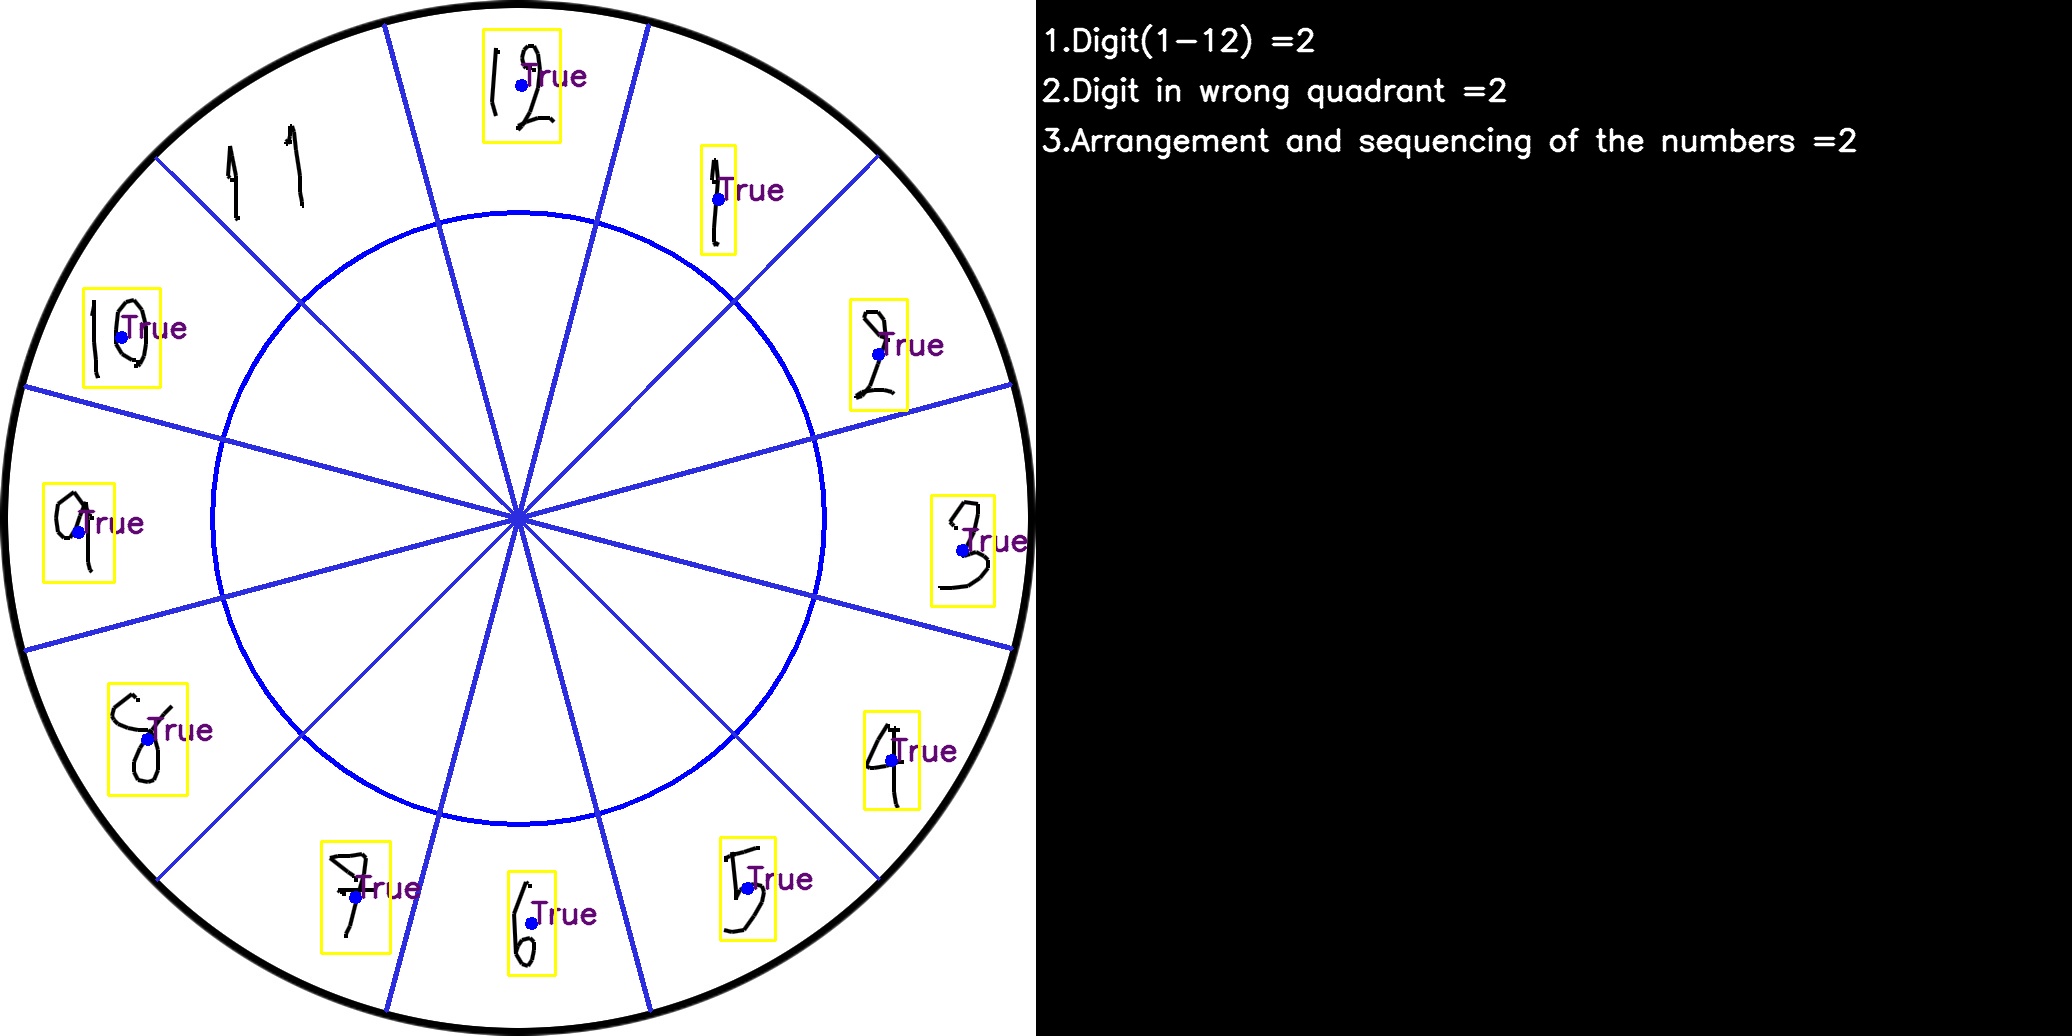 12 True
1 True
2 True
3 True
4 True
5 True
6 True
7 True
8 True
9 True
10 True
11
1.Digit(1-12) =2
2.Digit in wrong quadrant =2
3.Arrangement and sequencing of the numbers =2